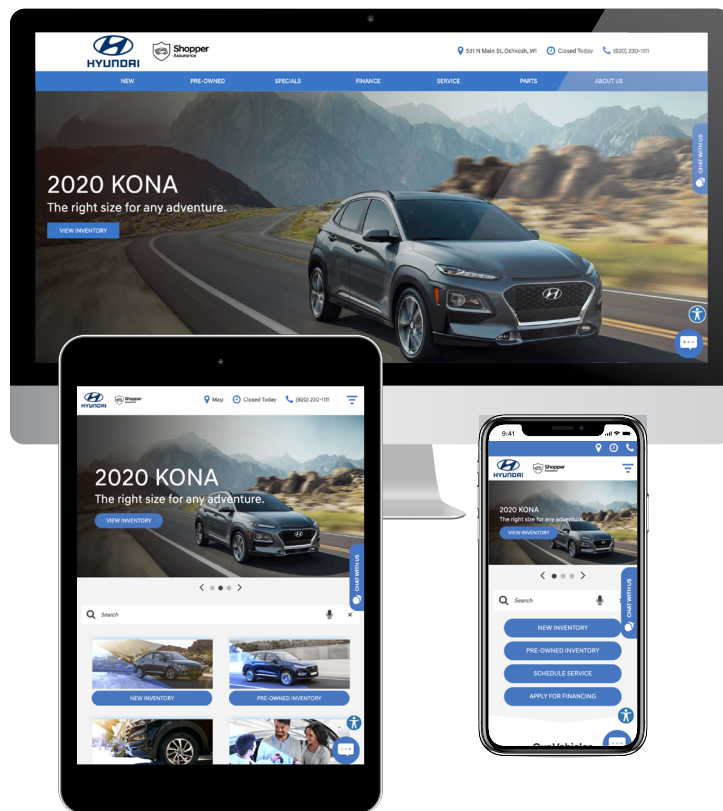 HYUNDAI
Shopper
Assurance
531 N Main St, Oshkosh, WI
Closed Today
(920) 230-1111
NEW
PRE-OWNED
SPECIALS
FINANCE
SERVICE
PARTS
ABOUT US
2020 KONA
The right size for any adventure.
VIEW INVENTORY
CHAT WITH US
HYUNDAI
Shopper
Assurance
Map
Closed Today
(920) 230-1111
2020 KONA
The right size for any adventure.
VIEW INVENTORY
CHAT WITH US
Search
NEW INVENTORY
PRE-OWNED INVENTORY
9:41
HYUNDAI
Shopper
Assurance
2020 KONA
The right size for any adventure.
VIEW INVENTORY
CHAT WITH US
Search
NEW INVENTORY
PRE-OWNED INVENTORY
SCHEDULE SERVICE
APPLY FOR FINANCING
Our Vehicles